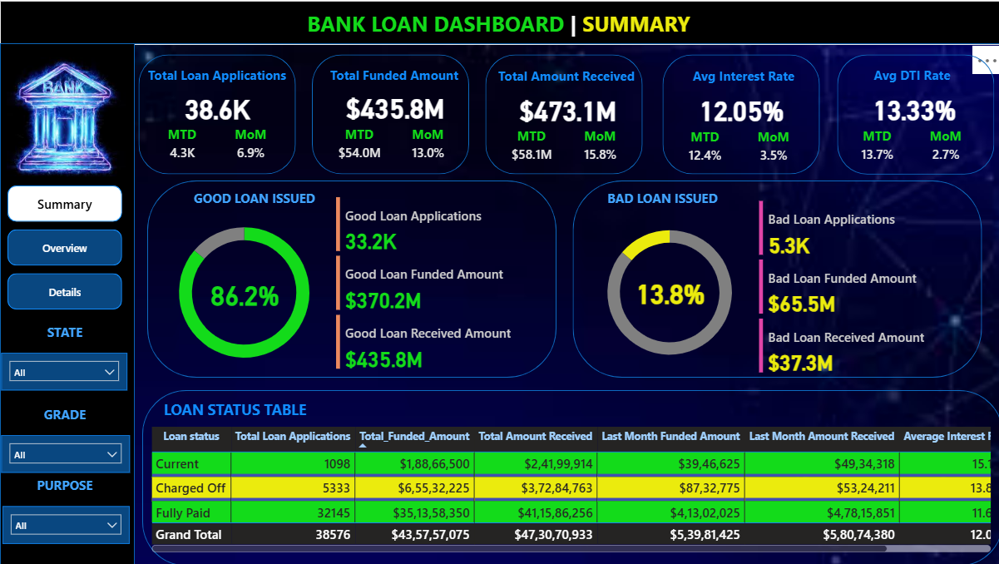 BANK LOAN DASHBOARD | SUMMARY
BANK
Total Loan Applications
38.6K
MTD MoM
4.3K 6.9%
Total Funded Amount
$435.8M
MTD MoM
$54.0M 13.0%
Total Amount Received
$473.1M
MTD MoM
$58.1M 15.8%
Avg Interest Rate
12.05%
MTD MoM
12.4% 3.5%
Avg DTI Rate
13.33%
MTD MoM
13.7% 2.7%
Summary
Overview
Details
STATE
All
GRADE
All
PURPOSE
All
GOOD LOAN ISSUED
86.2%
Good Loan Applications
33.2K
Good Loan Funded Amount
$370.2M
Good Loan Received Amount
$435.8M
BAD LOAN ISSUED
13.8%
Bad Loan Applications
5.3K
Bad Loan Funded Amount
$65.5M
Bad Loan Received Amount
$37.3M
LOAN STATUS TABLE
Loan status Total Loan Applications Total_Funded_Amount Total Amount Received Last Month Funded Amount Last Month Amount Received Average Interest
Current 1098 $1,88,66,500 $2,41,99,914 $39,46,625 $49,34,318 15.
Charged Off 5333 $6,55,32,225 $3,72,84,763 $87,32,775 $53,24,211 13.8
Fully Paid 32145 $35,13,58,350 $41,15,86,256 $4,13,02,025 $4,78,15,851 11.6
Grand Total 38576 $43,57,57,075 $47,30,70,933 $5,39,81,425 $5,80,74,380 12.0